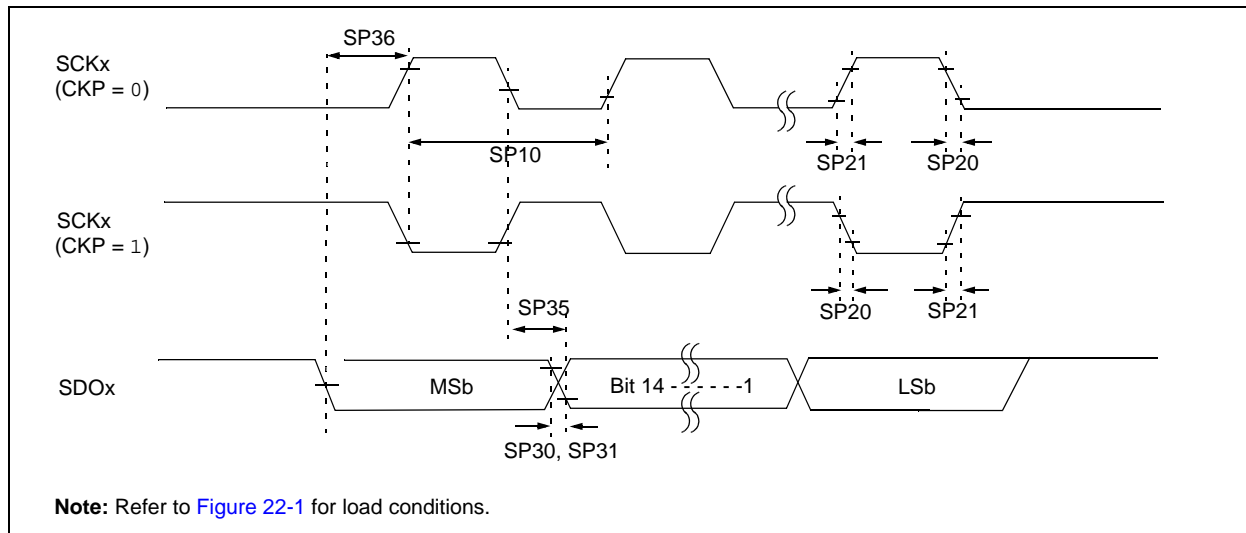 SP36
SCKx
(CKP = 0)
SP10
SP21
SP20
SCKx
(CKP = 1)
SP35
SP20
SP21
SDOx
MSb
Bit 14 - - - - - -1
LSb
SP30, SP31
Note: Refer to Figure 22-1 for load conditions.